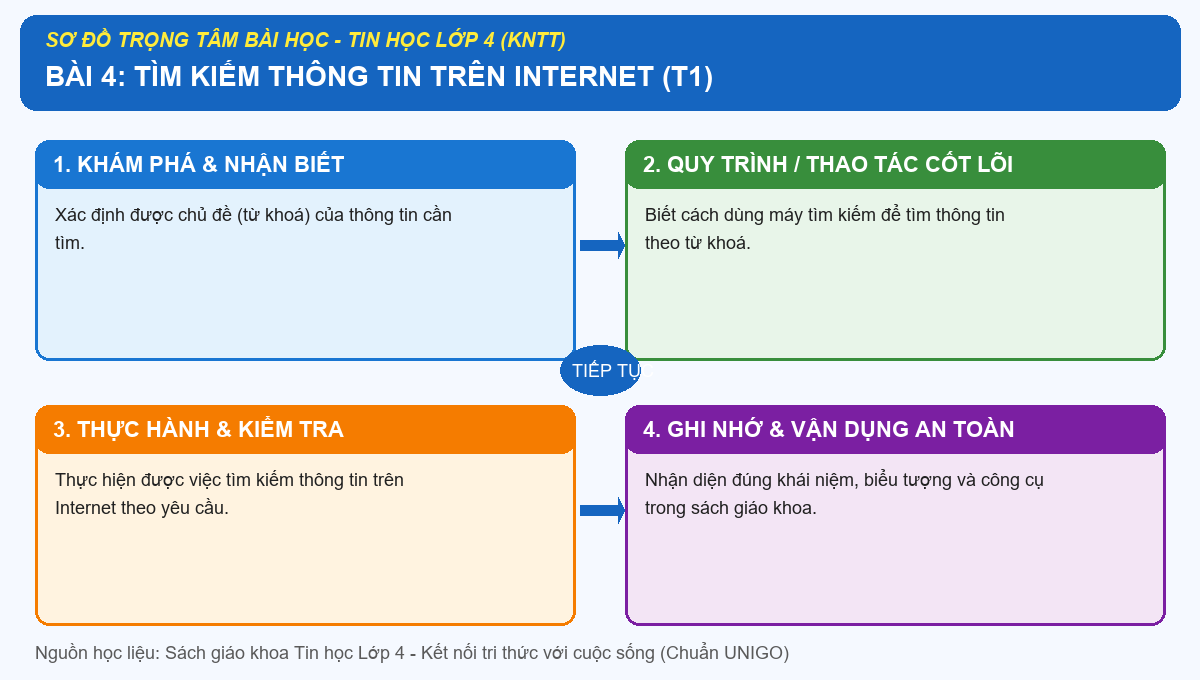 SƠ ĐỒ TRỌNG TÂM BÀI HỌC - TIN HỌC LỚP 4 (KNTT)
BÀI 4: TÌM KIẾM THÔNG TIN TRÊN INTERNET (T1)
1. KHÁM PHÁ & NHẬN BIẾT
Xác định được chủ đề (từ khoá) của thông tin cần
tìm.
2. QUY TRÌNH / THAO TÁC CỐT LÕI
Biết cách dùng máy tìm kiếm để tìm thông tin
theo từ khoá.
TIẾP TỤC
3. THỰC HÀNH & KIỂM TRA
Thực hiện được việc tìm kiếm thông tin trên
Internet theo yêu cầu.
4. GHI NHỚ & VẬN DỤNG AN TOÀN
Nhận diện đúng khái niệm, biểu tượng và công cụ
trong sách giáo khoa.
Nguồn học liệu: Sách giáo khoa Tin học Lớp 4 - Kết nối tri thức với cuộc sống (Chuẩn UNIGO)